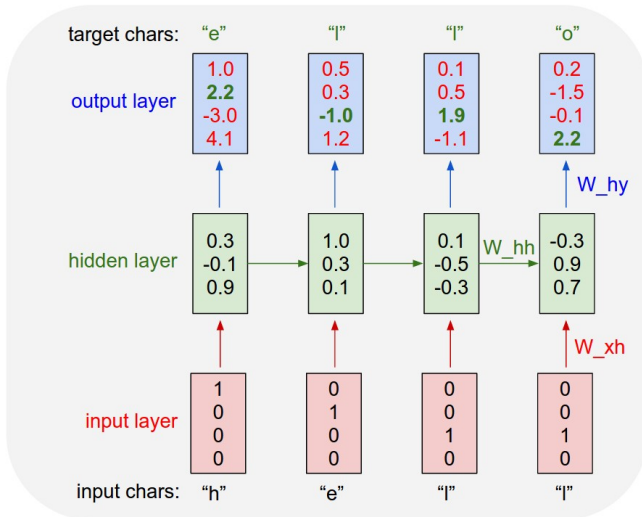 target chars: “e” “l” “l” “o”
output layer
1.0 0.5 0.1 0.2
2.2 0.3 0.5 -1.5
-3.0 -1.0 1.9 -0.1
4.1 1.2 -1.1 2.2
W_hy
hidden layer
0.3 1.0 0.1 -0.3
-0.1 0.3 -0.5 0.9
0.9 0.1 -0.3 0.7
W_hh
W_xh
input layer
1 0 0 0
0 1 0 0
0 0 1 1
0 0 0 0
input chars: “h” “e” “l” “l”